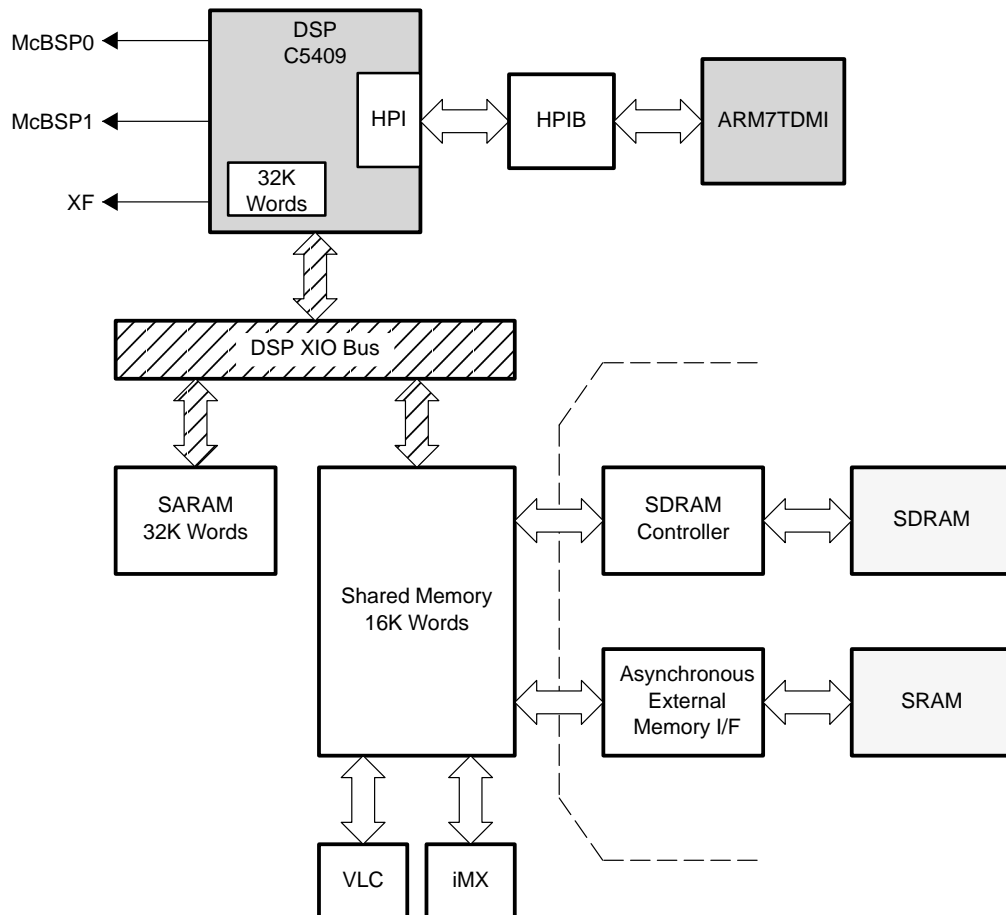 McBSP0
McBSP1
XF
DSP
C5409
HPI
32K
Words
HPIB
ARM7TDMI
DSP XIO Bus
SARAM
32K Words
Shared Memory
16K Words
SDRAM
Controller
SDRAM
Asynchronous
External
Memory I/F
SRAM
VLC
iMX